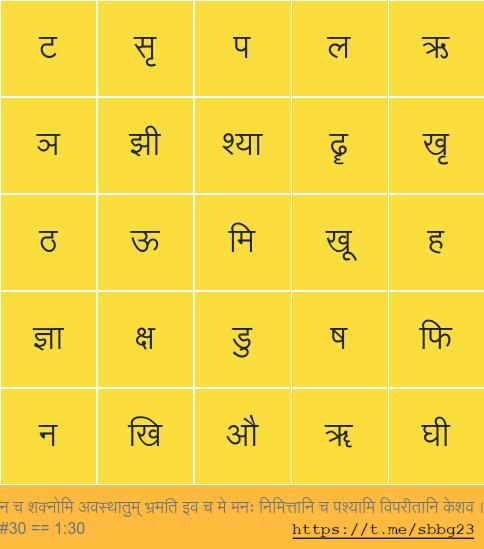 ट सृ प ल ऋ
ञ झी श्या ढॄ खृ
ठ ऊ मि खू ह
ज्ञा क्ष डु ष फि
न खि औ ॠ घी
न च शक्नोमि अवस्थातुम् भ्रमति इव च मे मनः निमित्तानि च पश्यामि विपरीतानि केशव ।
#30 == 1:30 https://t.me/sbbg23